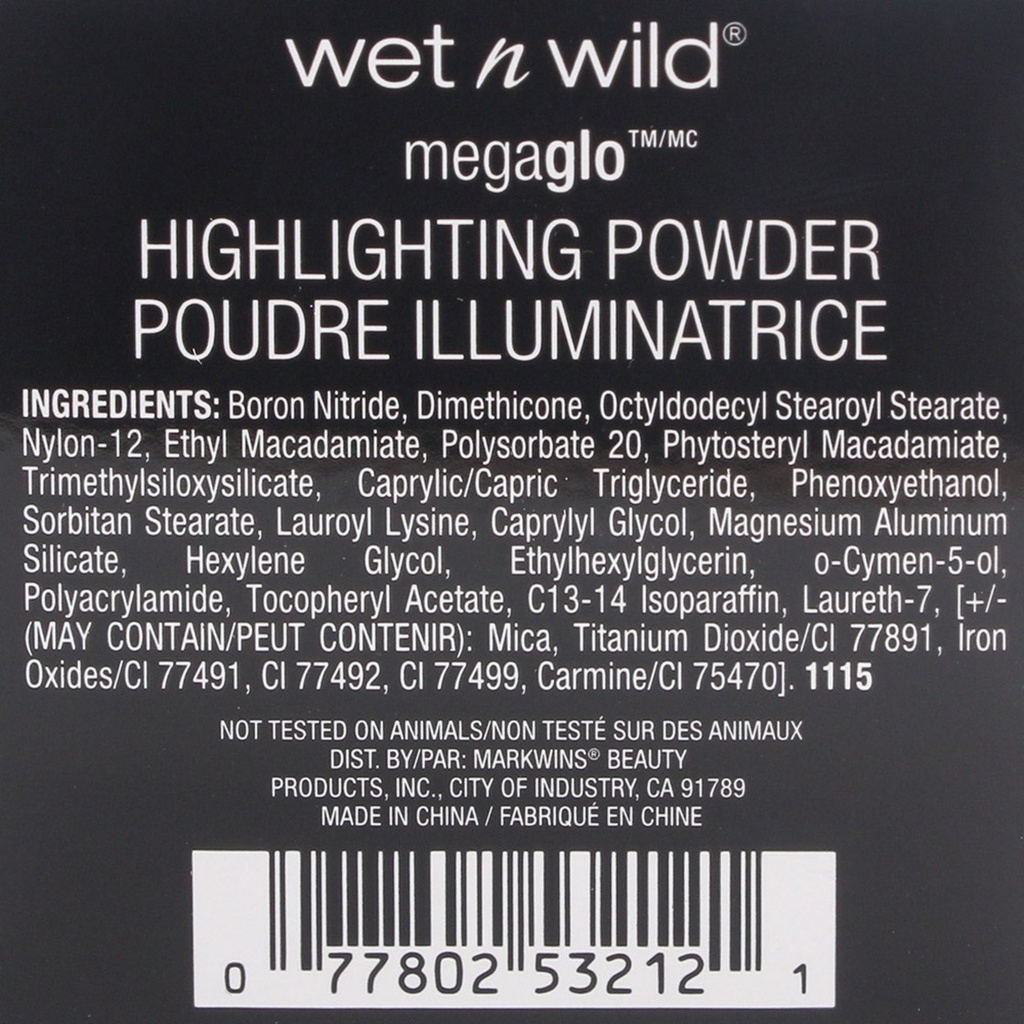 wet n wild®
megaglo™/MC
HIGHLIGHTING POWDER
POUDRE ILLUMINATRICE
INGREDIENTS: Boron Nitride, Dimethicone, Octyldodecyl Stearoyl Stearate,
Nylon-12, Ethyl Macadamiate, Polysorbate 20, Phytosteryl Macadamiate,
Trimethylsiloxysilicate, Caprylic/Capric Triglyceride, Phenoxyethanol,
Sorbitan Stearate, Lauroyl Lysine, Caprylyl Glycol, Magnesium Aluminum
Silicate, Hexylene Glycol, Ethylhexylglycerin, o-Cymen-5-ol,
Polyacrylamide, Tocopheryl Acetate, C13-14 Isoparaffin, Laureth-7, [+/-
(MAY CONTAIN/PEUT CONTENIR): Mica, Titanium Dioxide/CI 77891, Iron
Oxides/CI 77491, CI 77492, CI 77499, Carmine/CI 75470]. 1115
NOT TESTED ON ANIMALS/NON TESTÉ SUR DES ANIMAUX
DIST. BY/PAR: MARKWINS® BEAUTY
PRODUCTS, INC., CITY OF INDUSTRY, CA 91789
MADE IN CHINA / FABRIQUÉ EN CHINE
0 77802 53212 1